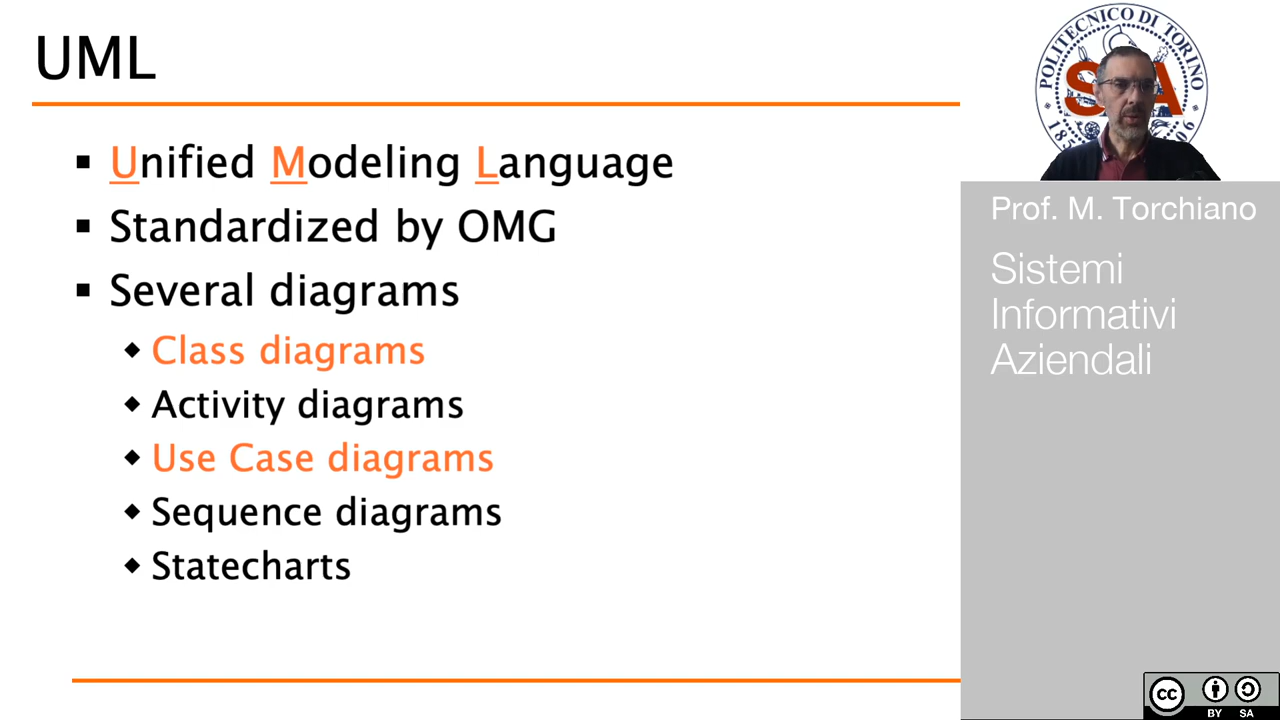 UML
Unified Modeling Language
Standardized by OMG
Several diagrams
Class diagrams
Activity diagrams
Use Case diagrams
Sequence diagrams
Statecharts
POLITECNICO DI TORINO
Prof. M. Torchiano
Sistemi
Informativi
Aziendali
CC
BY SA